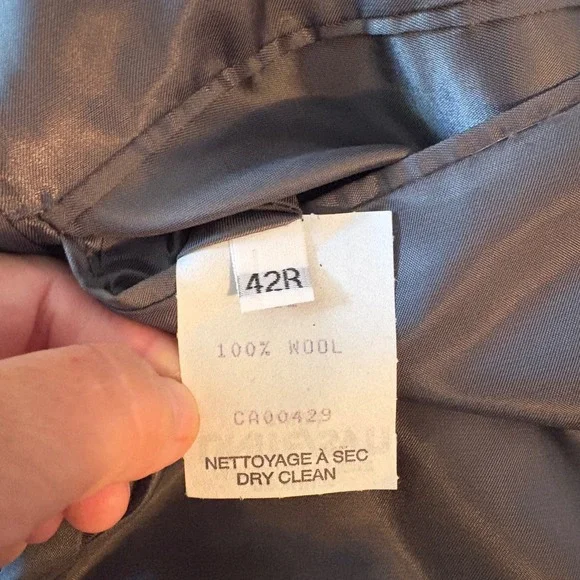 42R
100% WOOL
CA00429
NETTOYAGE À SEC
DRY CLEAN